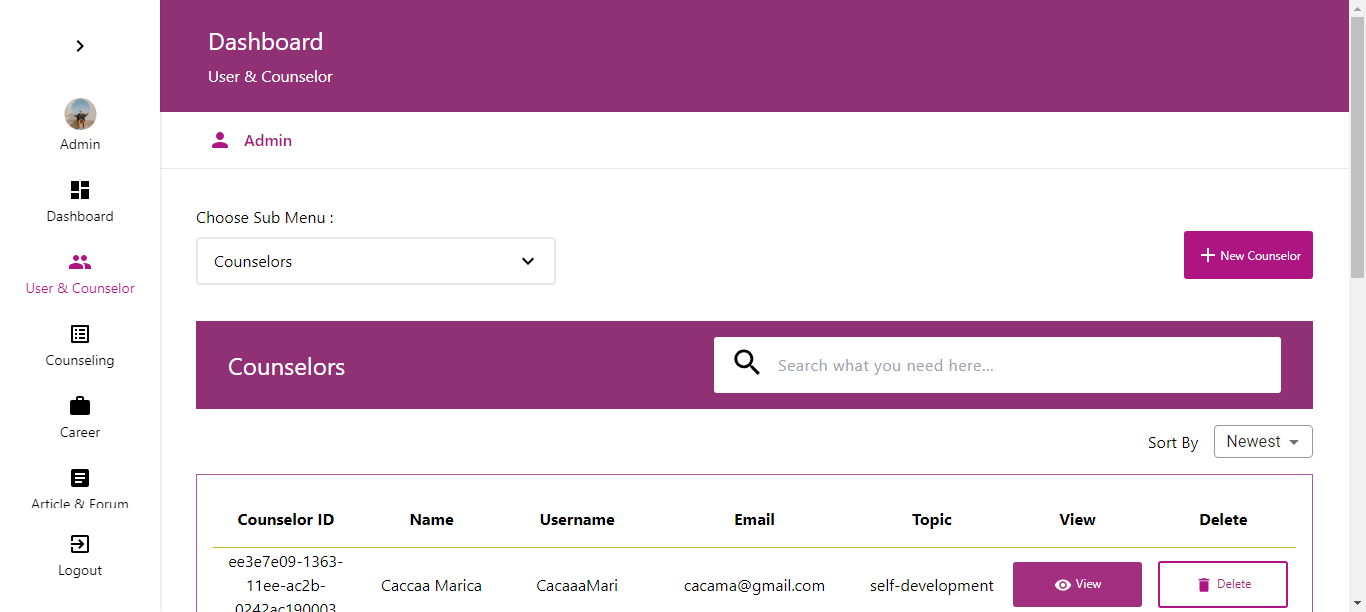 Dashboard
User & Counselor
Admin
Admin
Dashboard
User & Counselor
Counseling
Career
Article & Forum
Logout
Choose Sub Menu :
Counselors
New Counselor
Counselors
Search what you need here...
Sort By
Newest
Counselor ID Name Username Email Topic View Delete
ee3e7e09-1363-
11ee-ac2b-
0242ac190003
Caccaa Marica CacaaaMari cacama@gmail.com self-development View Delete